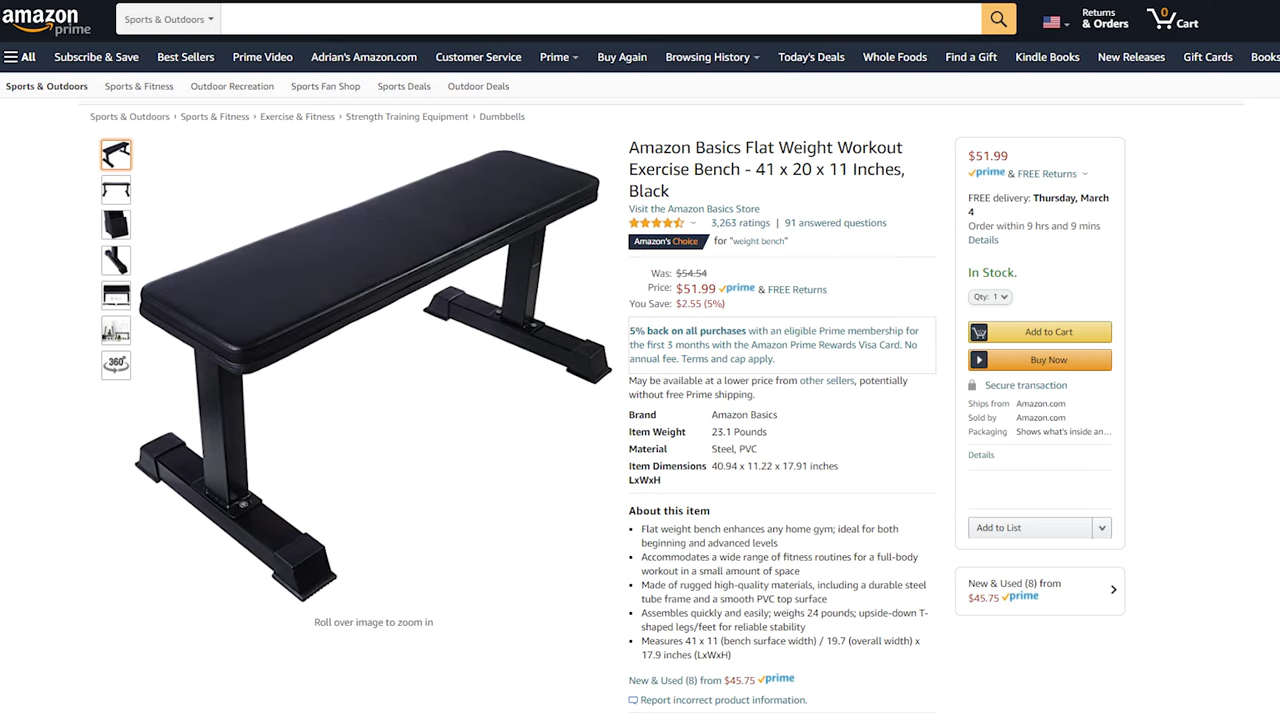 amazon
prime
Sports & Outdoors
Returns
& Orders
0
Cart
All
Subscribe & Save
Best Sellers
Prime Video
Adrian's Amazon.com
Customer Service
Prime
Buy Again
Browsing History
Today's Deals
Whole Foods
Find a Gift
Kindle Books
New Releases
Gift Cards
Books
Sports & Outdoors
Sports & Fitness
Outdoor Recreation
Sports Fan Shop
Sports Deals
Outdoor Deals
Sports & Outdoors › Sports & Fitness › Exercise & Fitness › Strength Training Equipment › Dumbbells
360°
Roll over image to zoom in
Amazon Basics Flat Weight Workout
Exercise Bench - 41 x 20 x 11 Inches,
Black
Visit the Amazon Basics Store
3,263 ratings | 91 answered questions
Amazon's Choice for "weight bench"
Was: $54.54
Price: $51.99 prime & FREE Returns
You Save: $2.55 (5%)
5% back on all purchases with an eligible Prime membership for
the first 3 months with the Amazon Prime Rewards Visa Card. No
annual fee. Terms and cap apply.
May be available at a lower price from other sellers, potentially
without free Prime shipping.
Brand Amazon Basics
Item Weight 23.1 Pounds
Material Steel, PVC
Item Dimensions 40.94 x 11.22 x 17.91 inches
LxWxH
About this item
• Flat weight bench enhances any home gym; ideal for both
beginning and advanced levels
• Accommodates a wide range of fitness routines for a full-body
workout in a small amount of space
• Made of rugged high-quality materials, including a durable steel
tube frame and a smooth PVC top surface
• Assembles quickly and easily; weighs 24 pounds; upside-down T-
shaped legs/feet for reliable stability
• Measures 41 x 11 (bench surface width) / 19.7 (overall width) x
17.9 inches (LxWxH)
New & Used (8) from $45.75 prime
Report incorrect product information.
$51.99
prime & FREE Returns
FREE delivery: Thursday, March
4
Order within 9 hrs and 9 mins
Details
In Stock.
Qty: 1
Add to Cart
Buy Now
Secure transaction
Ships from Amazon.com
Sold by Amazon.com
Packaging Shows what's inside an...
Details
Add to List
New & Used (8) from
$45.75 prime